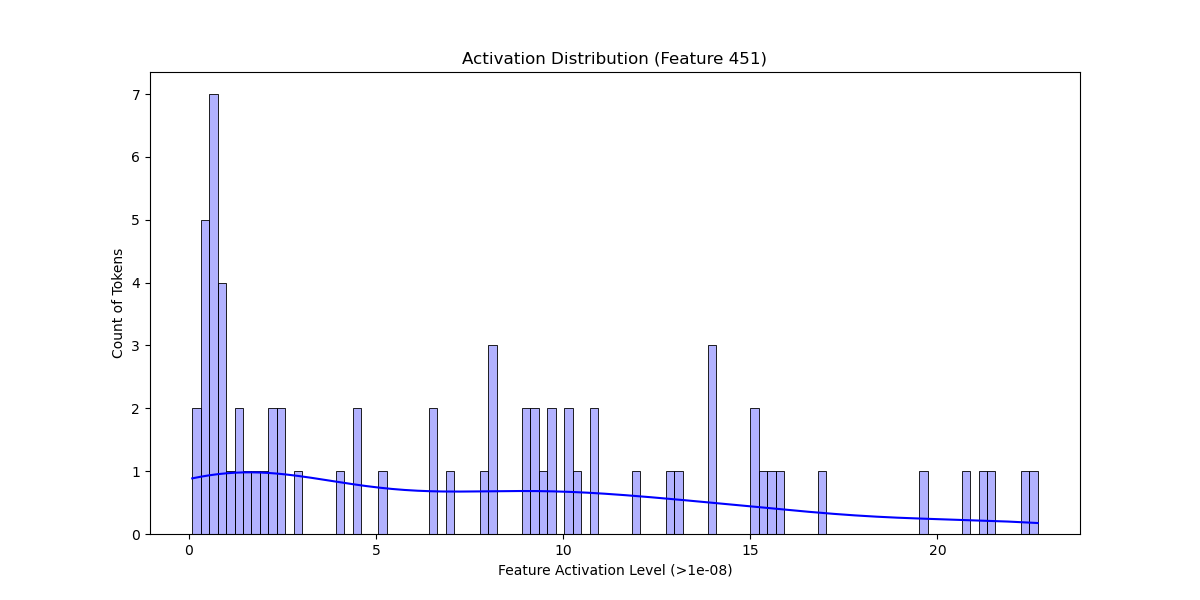 Activation Distribution (Feature 451)
Count of Tokens
7
6
5
4
3
2
1
0
0 5 10 15 20
Feature Activation Level (>1e-08)